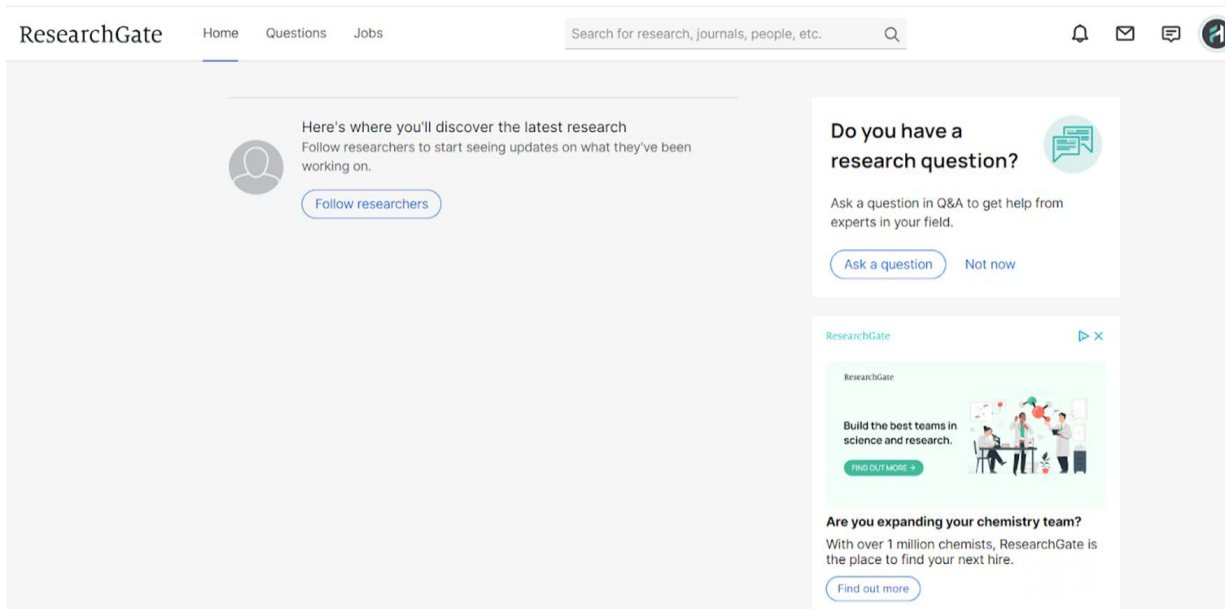 ResearchGate
Home Questions Jobs
Search for research, journals, people, etc.
Here's where you'll discover the latest research
Follow researchers to start seeing updates on what they've been
working on.
Follow researchers
Do you have a
research question?
Ask a question in Q&A to get help from
experts in your field.
Ask a question Not now
ResearchGate
ResearchGate
Build the best teams in
science and research.
FIND OUT MORE →
Are you expanding your chemistry team?
With over 1 million chemists, ResearchGate is
the place to find your next hire.
Find out more